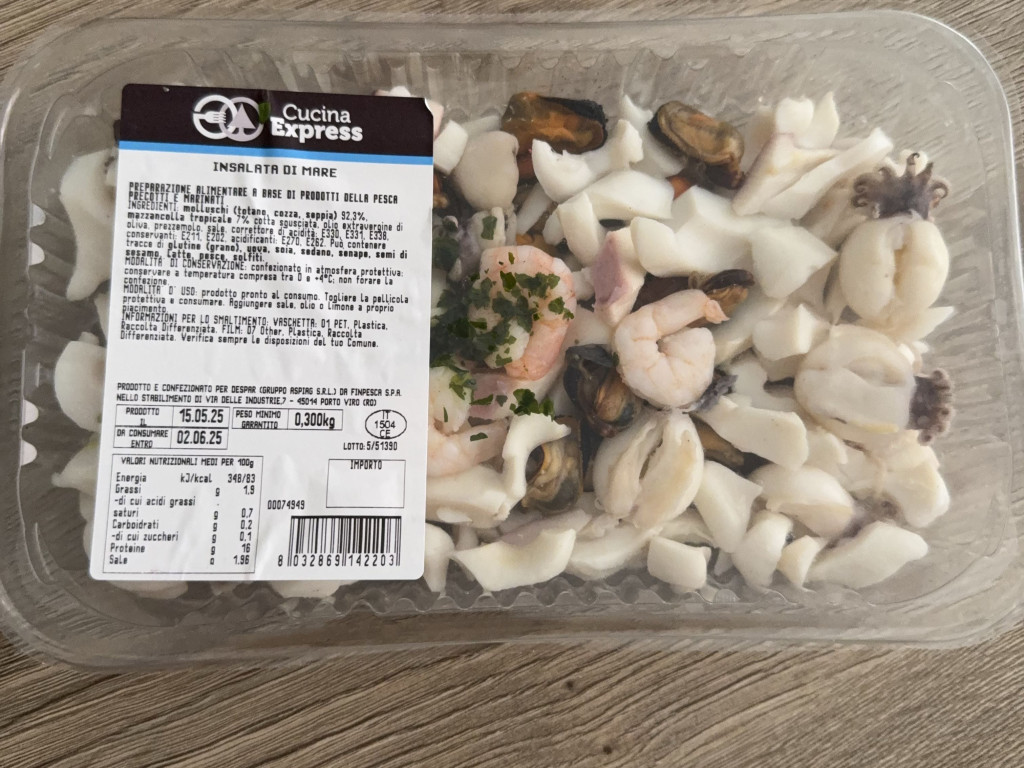 Cucina
Express
INSALATA DI MARE
PREPARAZIONE ALIMENTARE A BASE DI PRODOTTI DELLA PESCA
PRECOTTI E MARINATI
INGREDIENTI: molluschi (totano, cozza, seppia) 92,3%,
mazzancolla tropicale 7% cotta sgusciata, olio extravergine di
oliva, prezzemolo, sale, correttore di acidità: E330, E331, E338,
conservanti: E211, E202, acidificanti: E270, E262. Può contenere
tracce di glutine (grano), uova, soia, sedano, senape, semi di
sesamo, latte, pesce, solfiti.
MODALITA' DI CONSERVAZIONE: confezionato in atmosfera protettiva:
conservare a temperatura compresa tra 0 e +4°C; non forare la
confezione.
MODALITA' D' USO: prodotto pronto al consumo. Togliere la pellicola
protettiva e consumare. Aggiungere sale, olio o limone a proprio
piacimento.
INFORMAZIONI PER LO SMALTIMENTO: VASCHETTA: 01 PET, Plastica,
Raccolta Differenziata. FILM: 07 Other, Plastica, Raccolta
Differenziata. Verifica sempre le disposizioni del tuo Comune.
PRODOTTO E CONFEZIONATO PER DESPAR (GRUPPO ASPIAG S.R.L.) DA FINPESCA S.P.A.
NELLO STABILIMENTO DI VIA DELLE INDUSTRIE,7 - 45014 PORTO VIRO (RO)
PRODOTTO IL 15.05.25 PESO MINIMO GARANTITO 0,300kg IT 1504 CE
DA CONSUMARE ENTRO 02.06.25
LOTTO: 5/51390
VALORI NUTRIZIONALI MEDI PER 100g
Energia kJ/kcal 348/83
Grassi g 1.9
-di cui acidi grassi
saturi g 0,7
Carboidrati g 0,2
-di cui zuccheri g 0,1
Proteine g 16
Sale g 1.96
IMPORTO
00074949
8 032869 142203